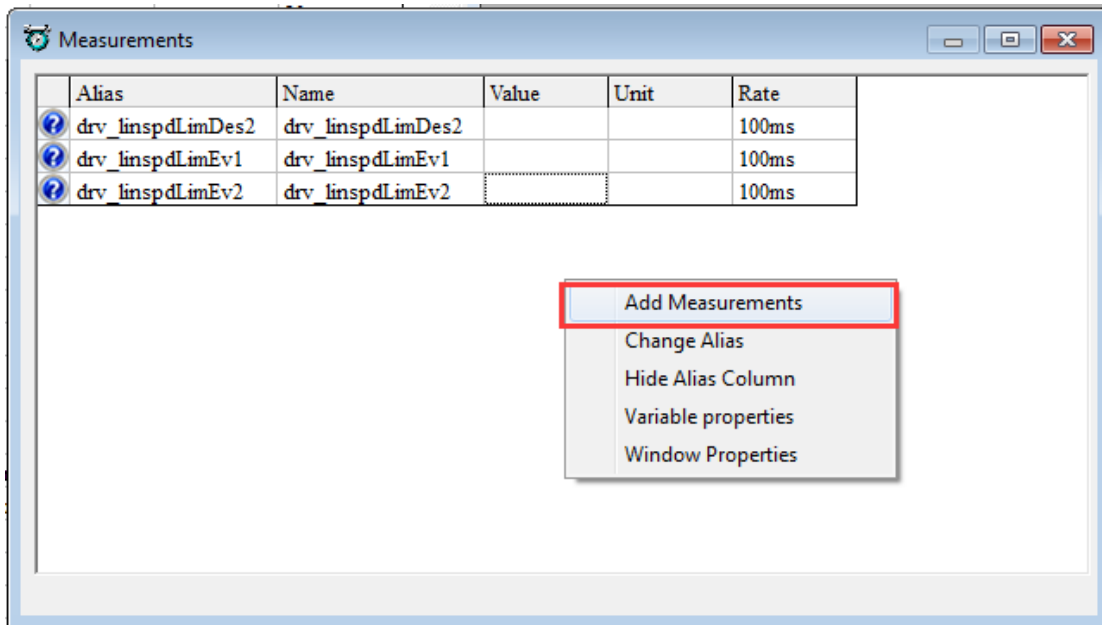 Measurements
Alias Name Value Unit Rate
drv_linspdLimDes2 drv_linspdLimDes2 100ms
drv_linspdLimEv1 drv_linspdLimEv1 100ms
drv_linspdLimEv2 drv_linspdLimEv2 100ms
Add Measurements
Change Alias
Hide Alias Column
Variable properties
Window Properties